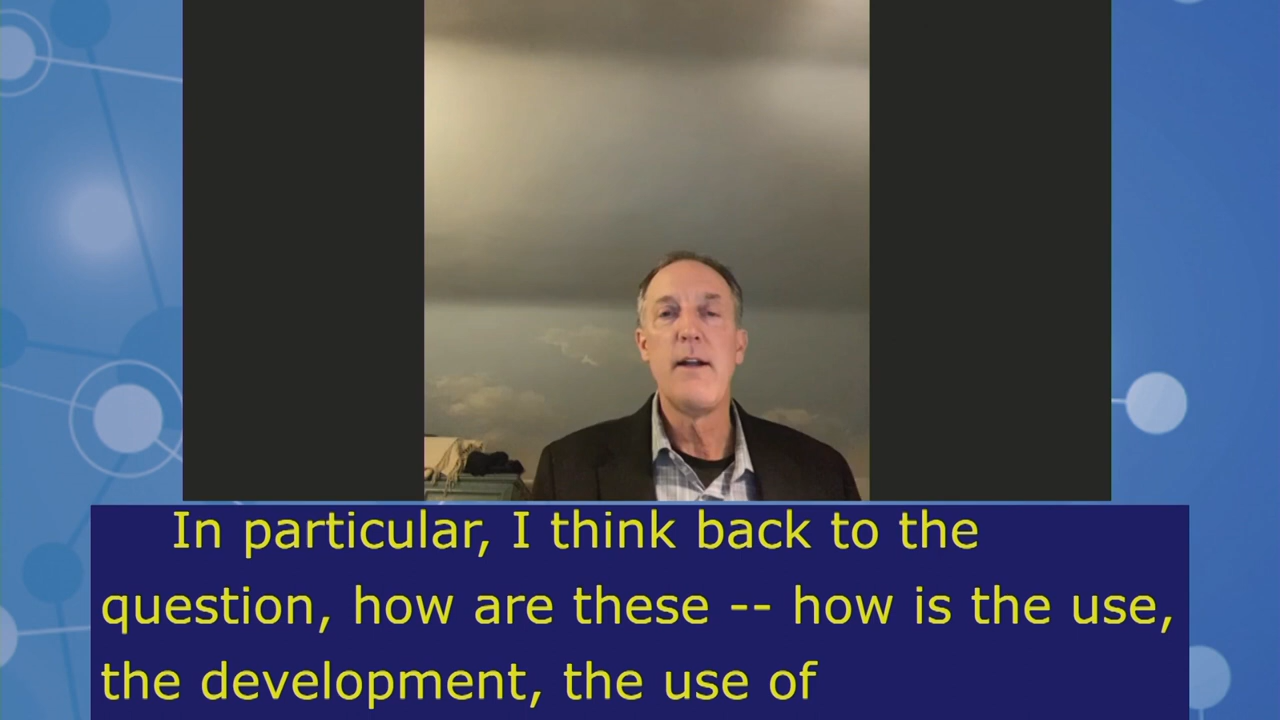 In particular, I think back to the
question, how are these -- how is the use,
the development, the use of